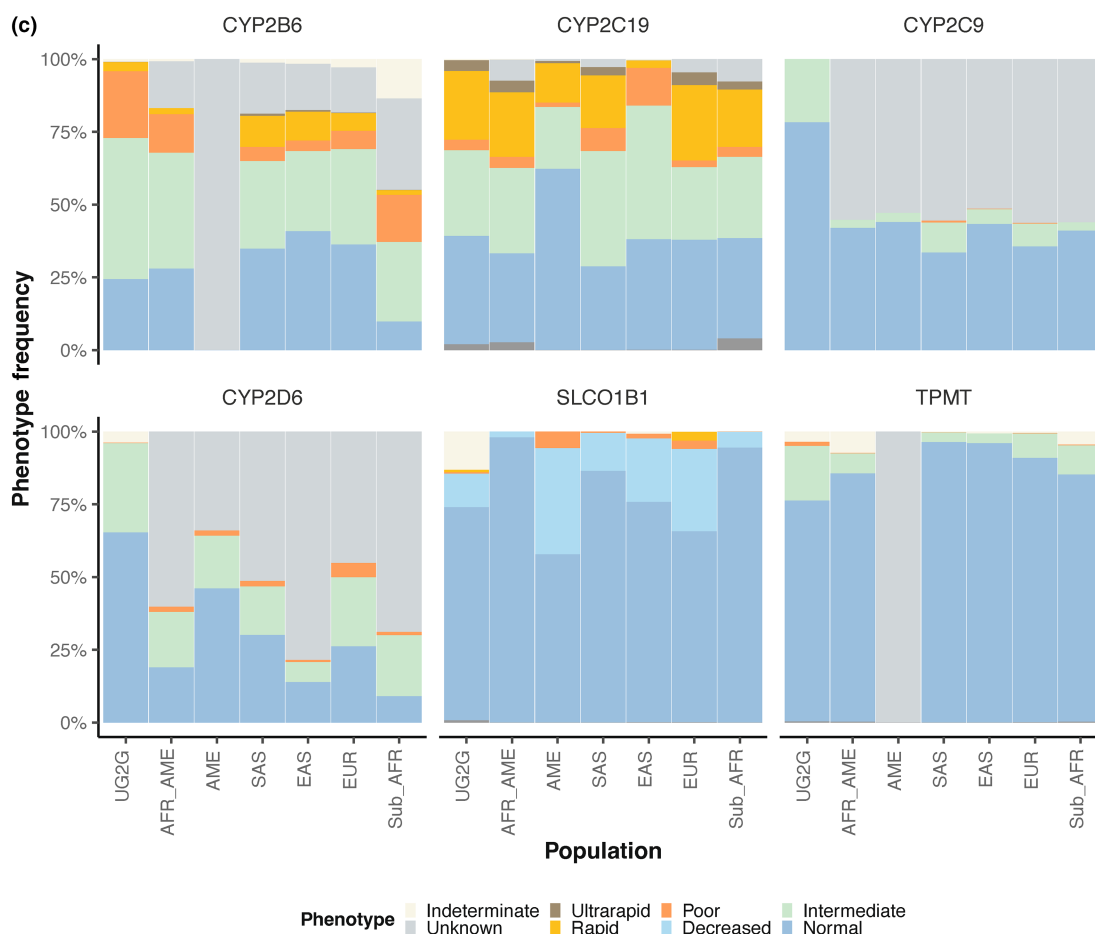 (c)
CYP2B6 CYP2C19 CYP2C9
100%
75%
50%
25%
0%
Phenotype frequency
CYP2D6 SLCO1B1 TPMT
100%
75%
50%
25%
0%
UG2G AFR_AME AME SAS EAS EUR Sub_AFR
UG2G AFR_AME AME SAS EAS EUR Sub_AFR
UG2G AFR_AME AME SAS EAS EUR Sub_AFR
Population
Phenotype
Indeterminate Ultrarapid Poor Intermediate
Unknown Rapid Decreased Normal